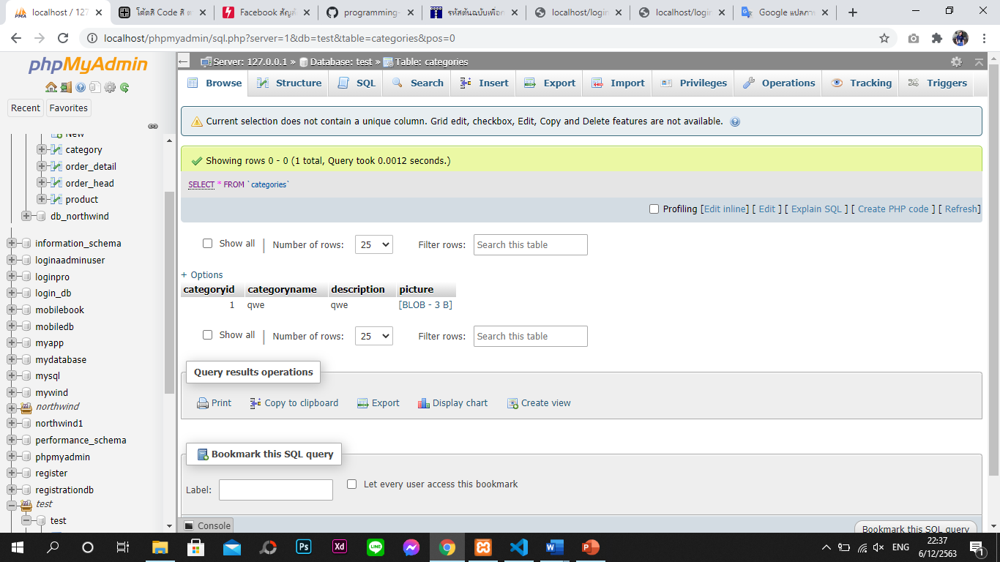 localhost / 127
โค้ดสี Code สี ต
Facebook สัญลั
programming-
รหัสต้นฉบับเพื่อ
localhost/login
localhost/login
Google แปลภา
localhost/phpmyadmin/sql.php?server=1&db=test&table=categories&pos=0
phpMyAdmin
Recent Favorites
New
category
order_detail
order_head
product
db_northwind
information_schema
loginaadminuser
loginpro
login_db
mobilebook
mobiledb
myapp
mydatabase
mysql
mywind
northwind
northwind1
performance_schema
phpmyadmin
register
registrationdb
test
test
Server: 127.0.0.1 » Database: test » Table: categories
Browse Structure SQL Search Insert Export Import Privileges Operations Tracking Triggers
Current selection does not contain a unique column. Grid edit, checkbox, Edit, Copy and Delete features are not available.
Showing rows 0 - 0 (1 total, Query took 0.0012 seconds.)
SELECT * FROM `categories`
Profiling [Edit inline] [ Edit ] [ Explain SQL ] [ Create PHP code ] [ Refresh]
Show all | Number of rows: 25 Filter rows: Search this table
+ Options
categoryid categoryname description picture
1 qwe qwe [BLOB - 3 B]
Show all | Number of rows: 25 Filter rows: Search this table
Query results operations
Print Copy to clipboard Export Display chart Create view
Bookmark this SQL query
Label: Let every user access this bookmark
Console
Bookmark this SQL query
ENG
22:37
6/12/2563
1